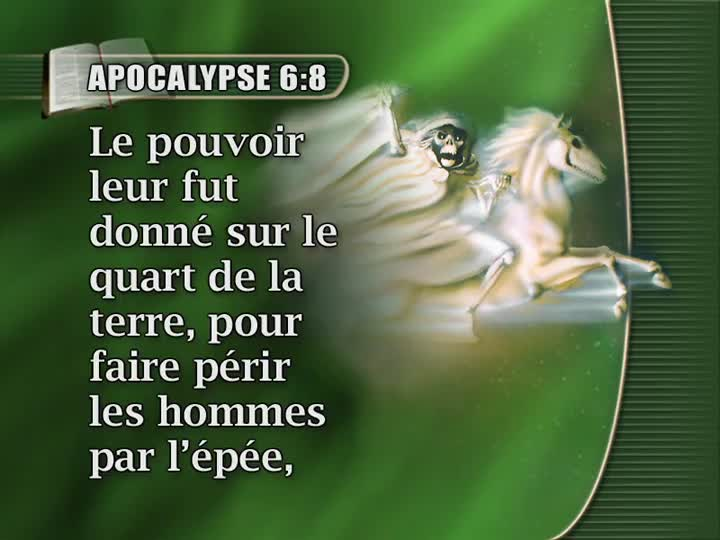 APOCALYPSE 6:8
Le pouvoir
leur fut
donné sur le
quart de la
terre, pour
faire périr
les hommes
par l’épée,